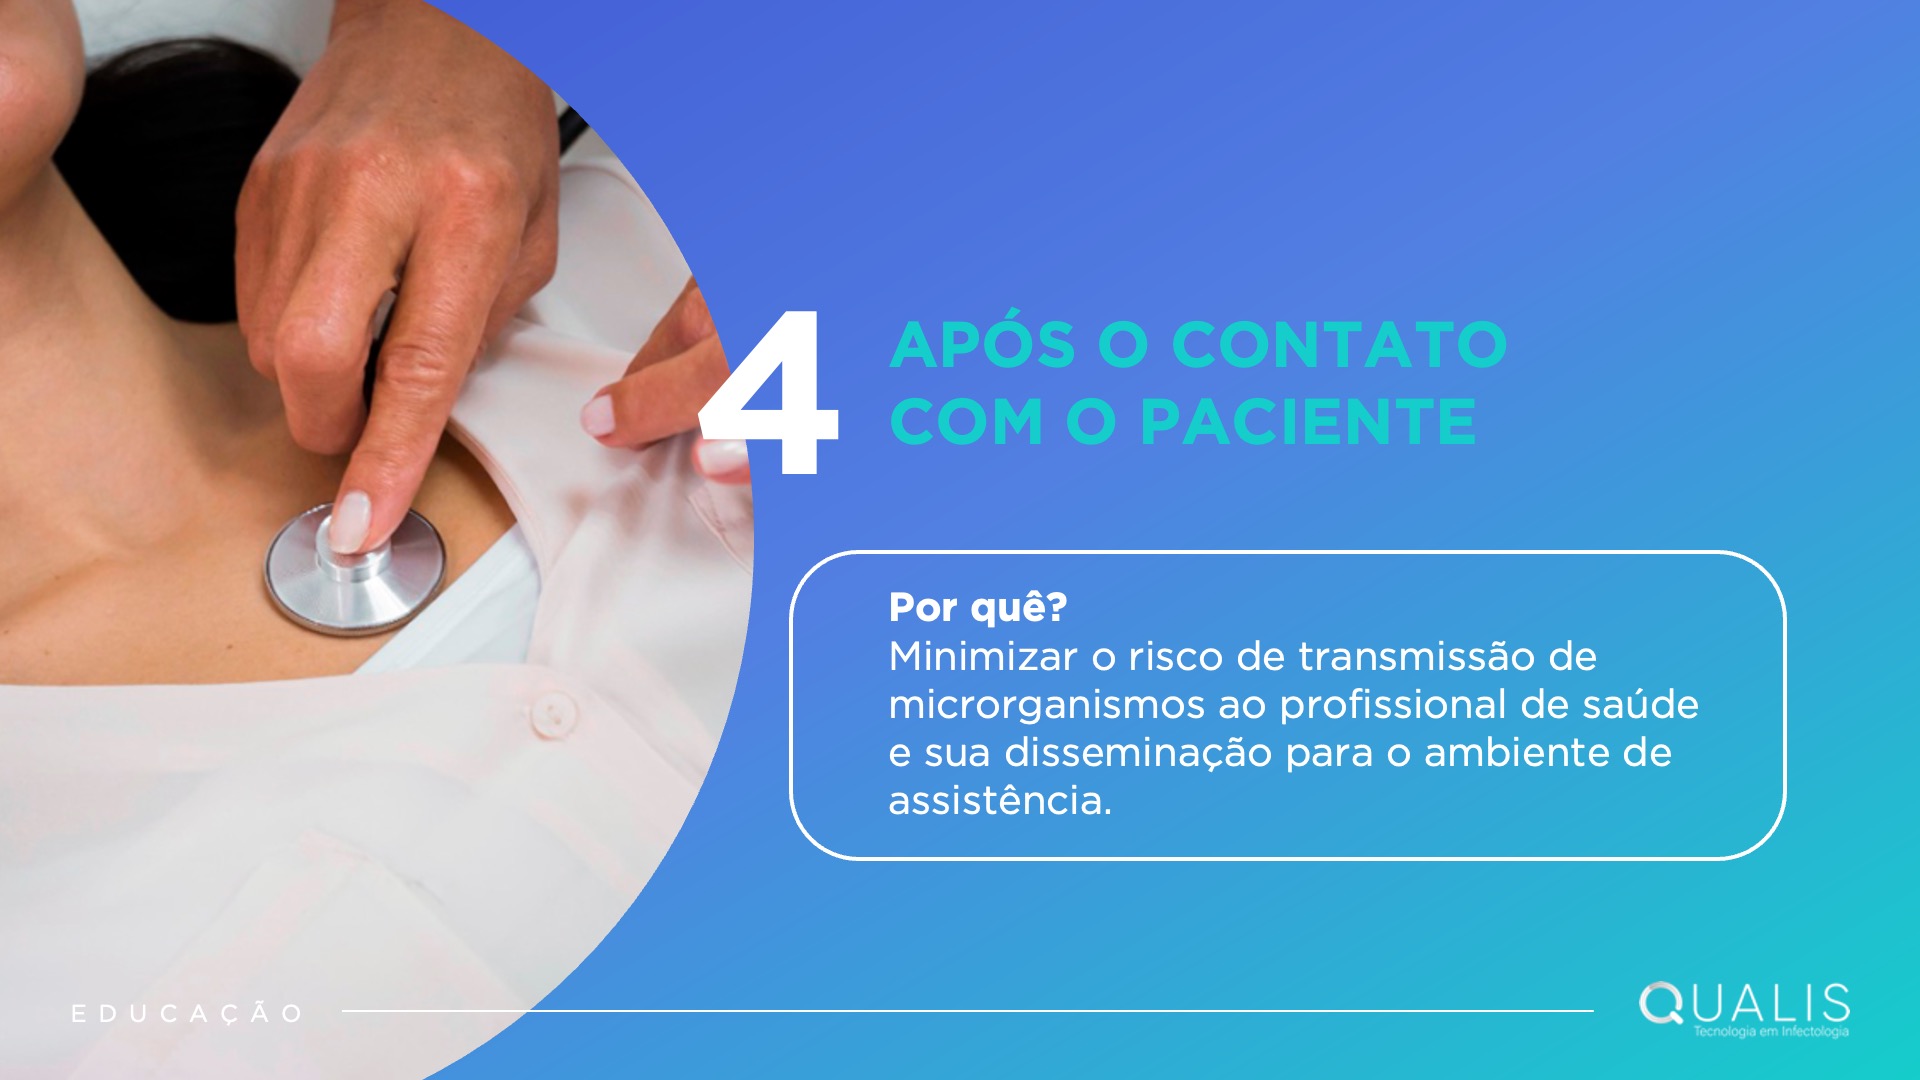 4
APÓS O CONTATO
COM O PACIENTE
Por quê?
Minimizar o risco de transmissão de
microrganismos ao profissional de saúde
e sua disseminação para o ambiente de
assistência.
EDUCAÇÃO
QUALIS
Tecnologia em Infectologia